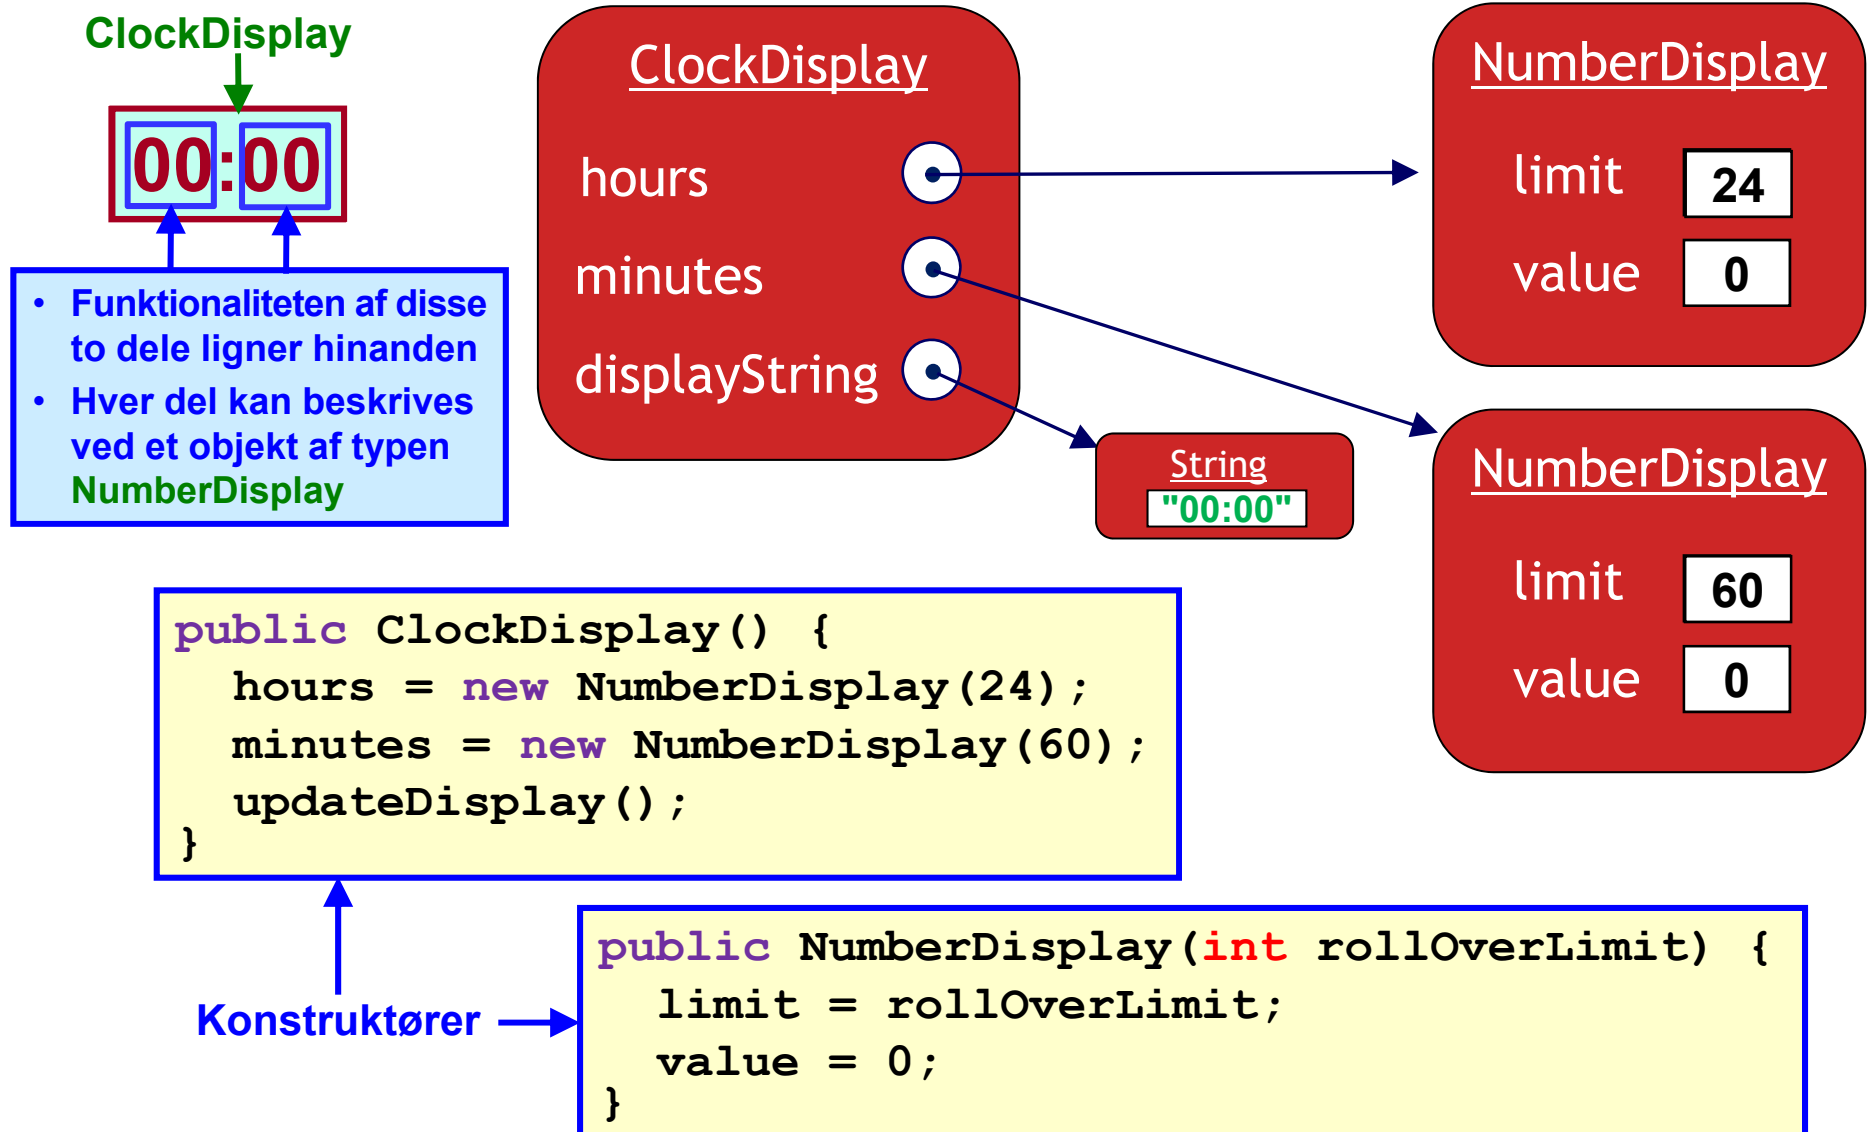 ClockDisplay
00:00
• Funktionaliteten af disse
to dele ligner hinanden
• Hver del kan beskrives
ved et objekt af typen
NumberDisplay
ClockDisplay
hours
minutes
displayString
String
"00:00"
NumberDisplay
limit 24
value 0
NumberDisplay
limit 60
value 0
public ClockDisplay() {
hours = new NumberDisplay(24);
minutes = new NumberDisplay(60);
updateDisplay();
}
Konstruktører
public NumberDisplay(int rollOverLimit) {
limit = rollOverLimit;
value = 0;
}